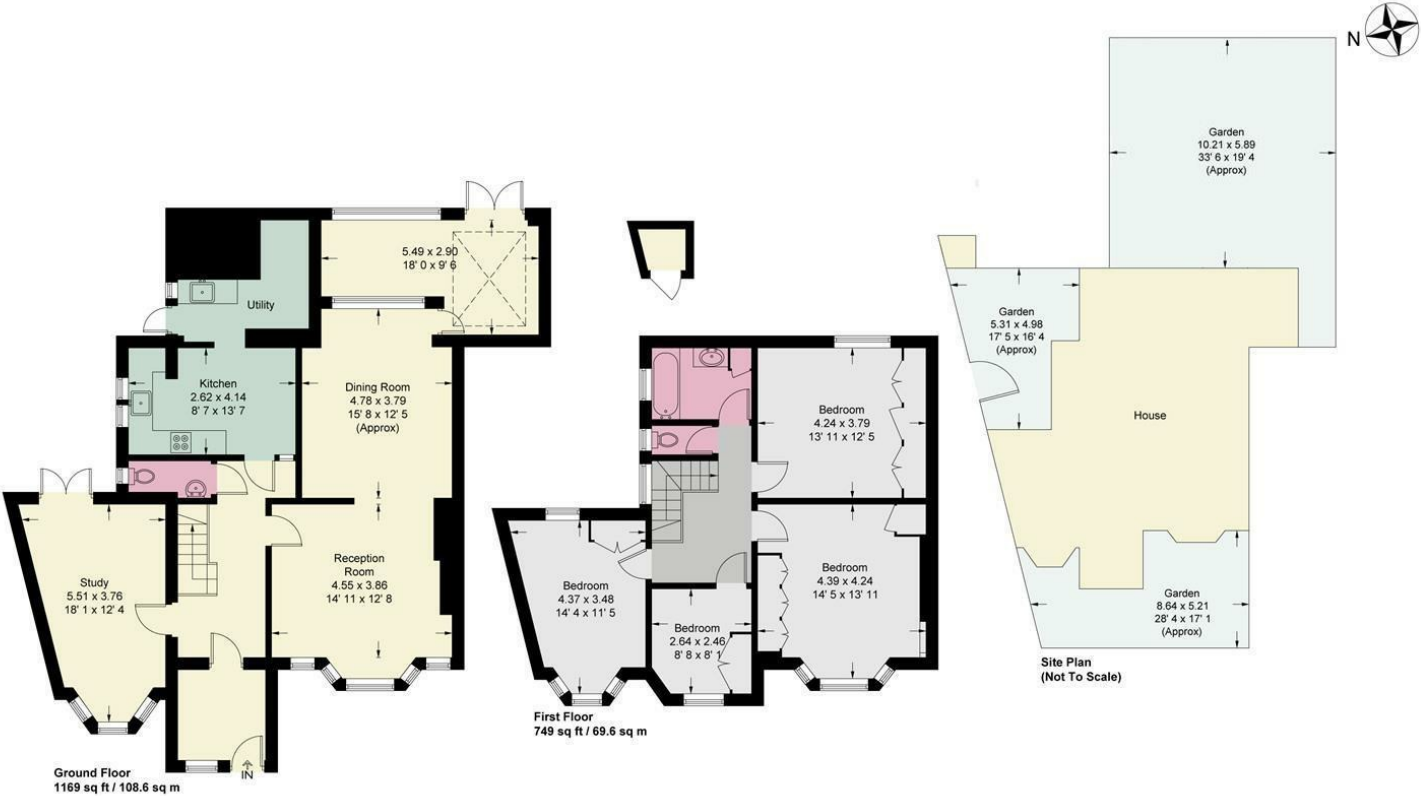 N
Garden
10.21 x 5.89
33' 6 x 19' 4
(Approx)
5.49 x 2.90
18' 0 x 9' 6
Utility
Kitchen
2.62 x 4.14
8' 7 x 13' 7
Dining Room
4.78 x 3.79
15' 8 x 12' 5
(Approx)
Study
5.51 x 3.76
18' 1 x 12' 4
Reception
Room
4.55 x 3.86
14' 11 x 12' 8
IN
Ground Floor
1169 sq ft / 108.6 sq m
Bedroom
4.24 x 3.79
13' 11 x 12' 5
Bedroom
4.37 x 3.48
14' 4 x 11' 5
Bedroom
2.64 x 2.46
8' 8 x 8' 1
Bedroom
4.39 x 4.24
14' 5 x 13' 11
First Floor
749 sq ft / 69.6 sq m
Garden
5.31 x 4.98
17' 5 x 16' 4
(Approx)
House
Garden
8.64 x 5.21
28' 4 x 17' 1
(Approx)
Site Plan
(Not To Scale)